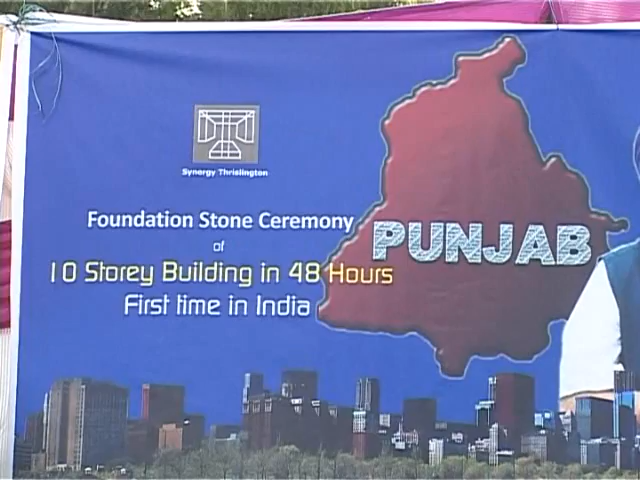 Synergy Thrislington
Foundation Stone Ceremony
of
10 Storey Building in 48 Hours
First time in India
PUNJAB